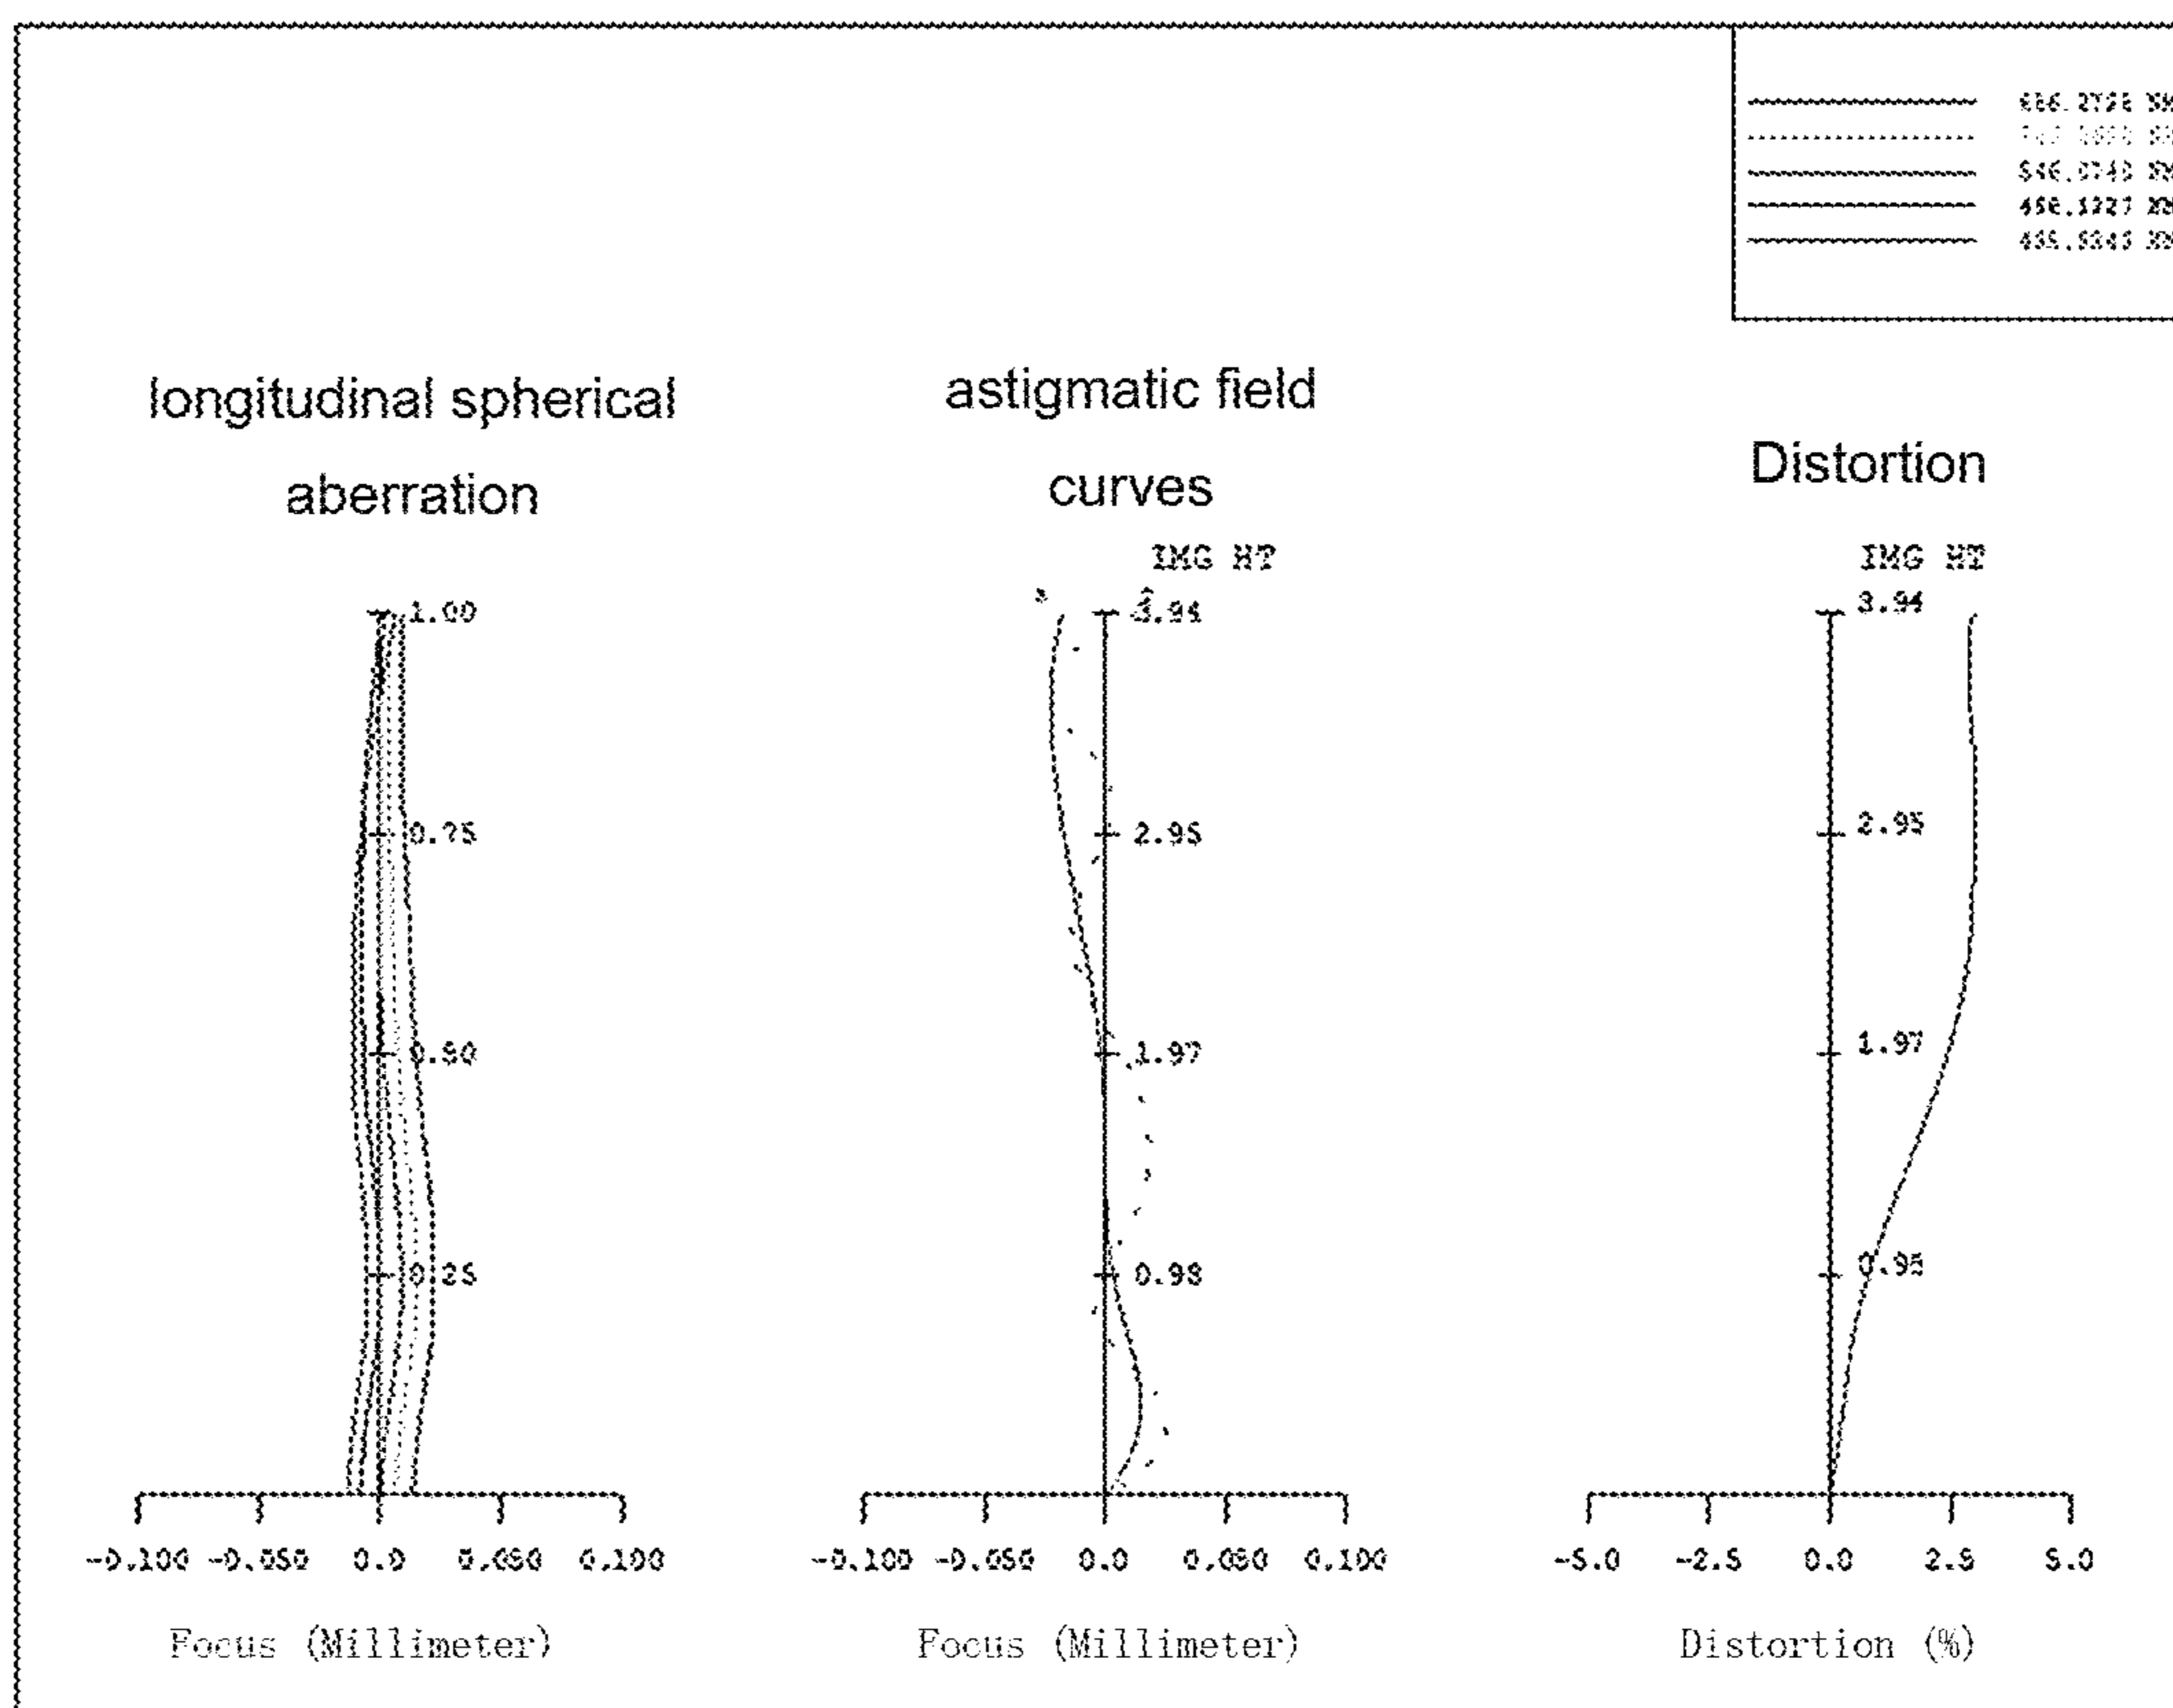 longitudinal spherical
aberration
astigmatic field
curves
Distortion
IMG HT
IMG HT
1.00
0.75
0.50
0.25
3.94
2.95
1.97
0.98
3.94
2.95
1.97
0.98
-0.100 -0.050 0.0 0.050 0.100
-0.100 -0.050 0.0 0.050 0.100
-5.0 -2.5 0.0 2.5 5.0
Focus (Millimeter)
Focus (Millimeter)
Distortion (%)